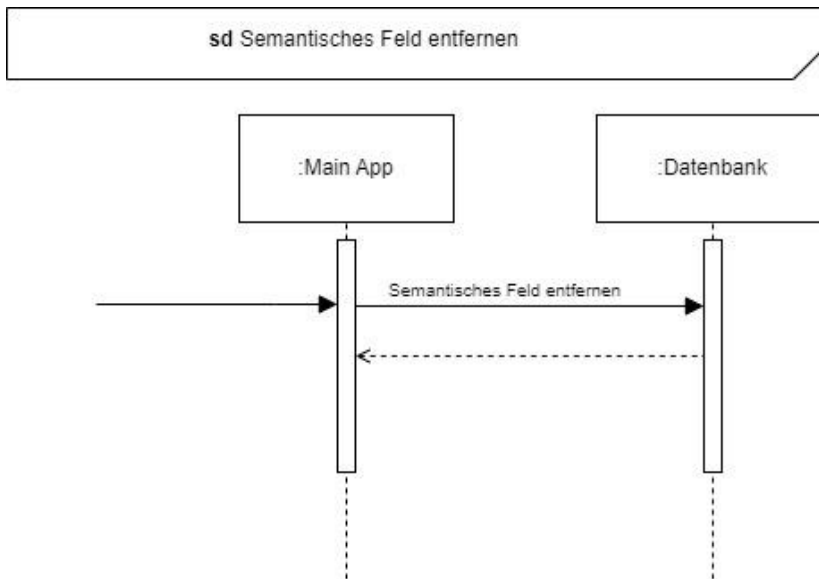 sd Semantisches Feld entfernen
:Main App
:Datenbank
Semantisches Feld entfernen